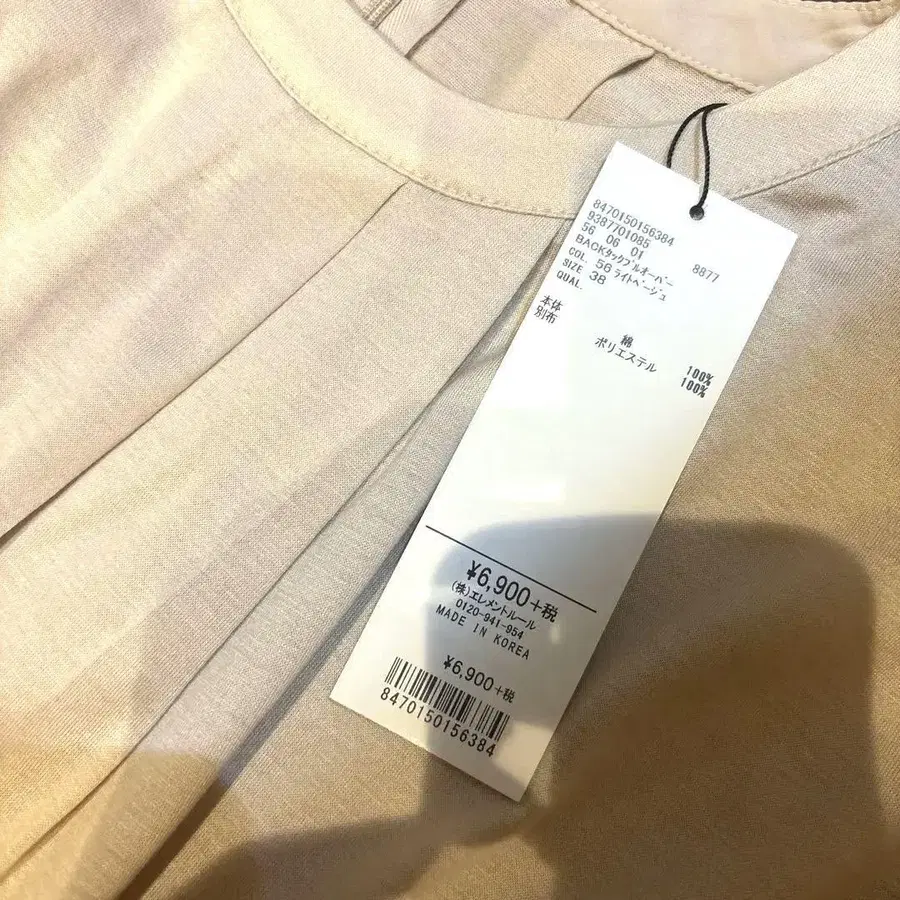 8470150156384
9387701085 8877
56 06 01
BACKタックプルオーバー
COL. 56 ライトベージュ
SIZE 38
QUAL.
本体 綿 100%
別布 ポリエステル 100%
¥6,900+税
(株)エレメントルール
0120-941-954
MADE IN KOREA
¥6,900+税
8470150156384